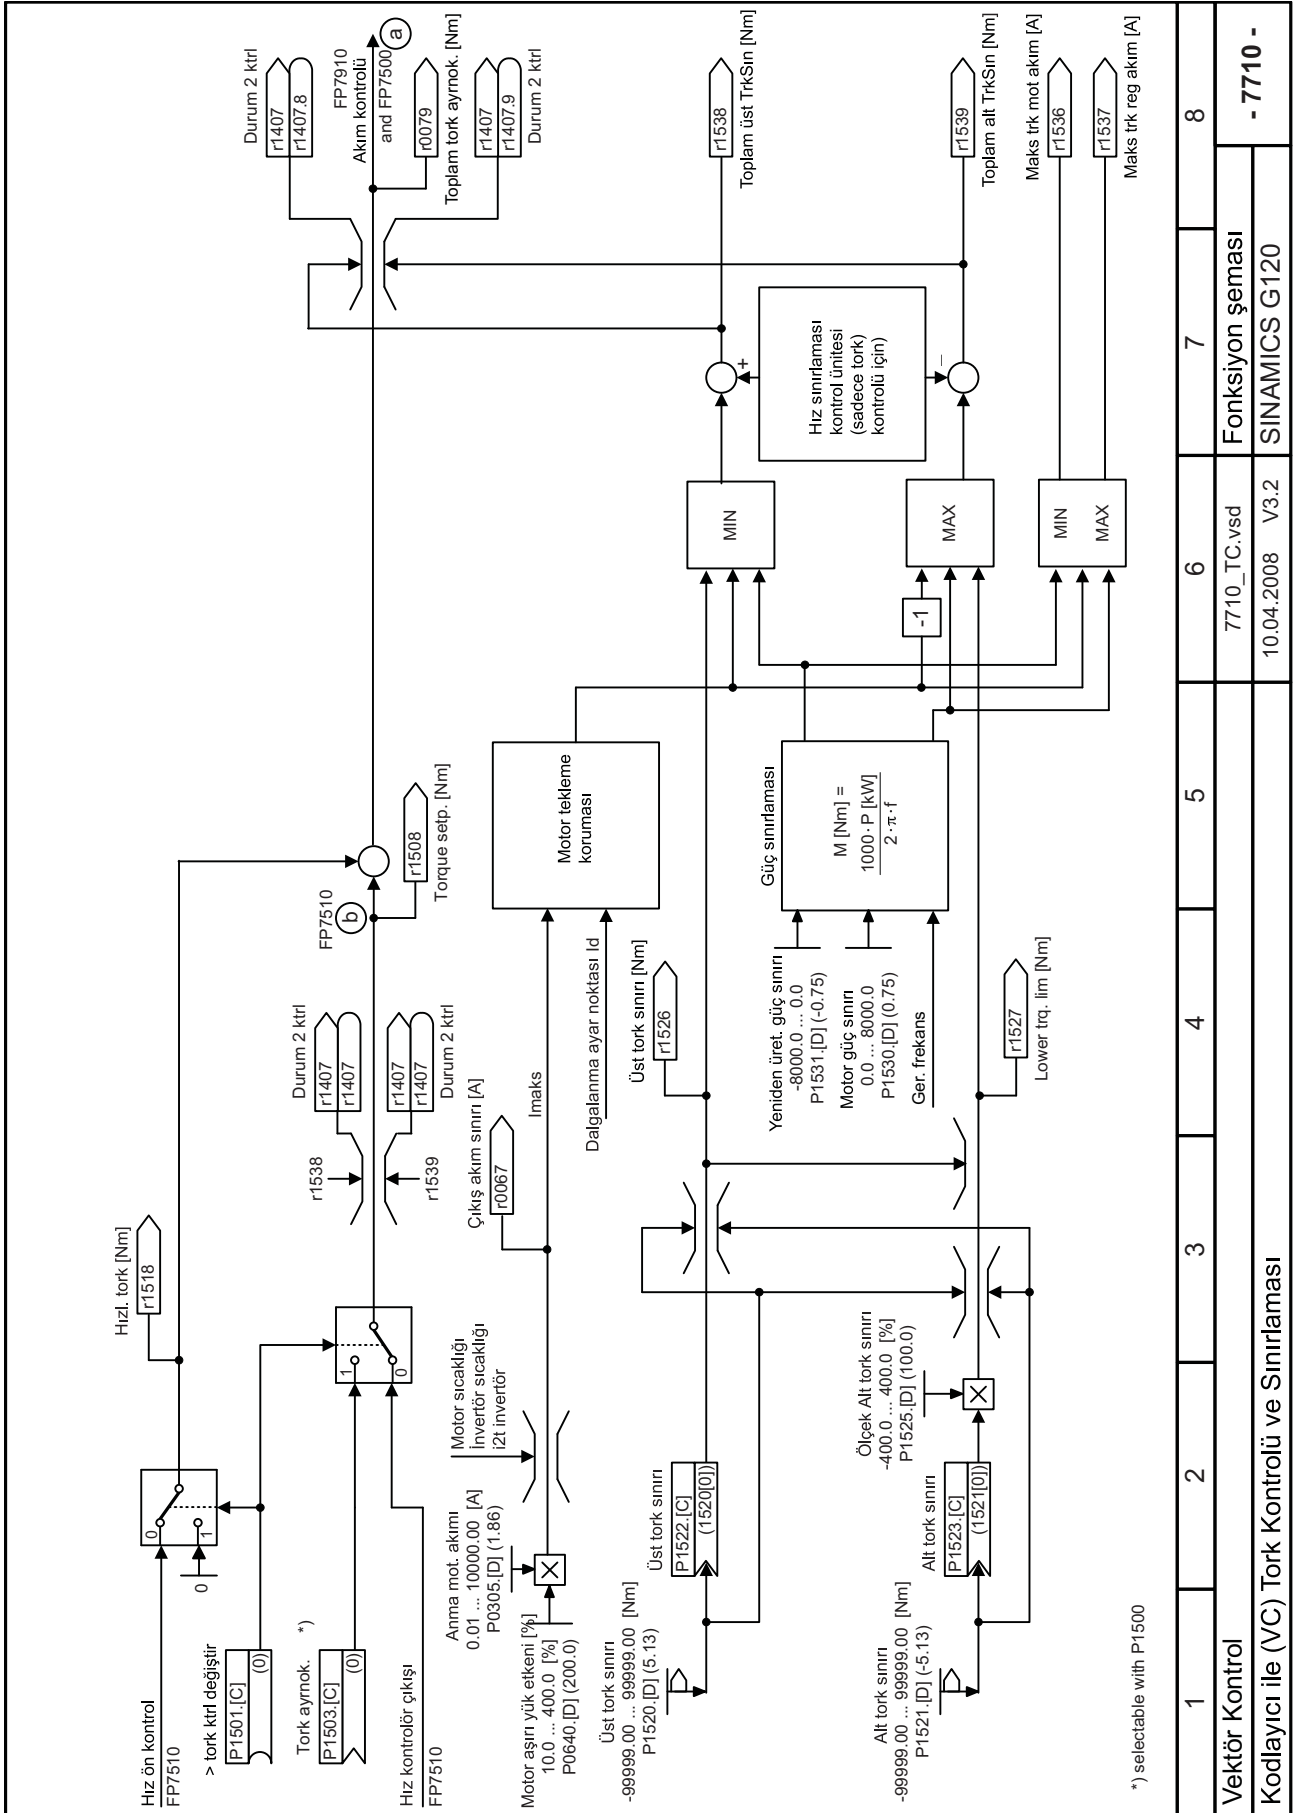 Hız ön kontrol
FP7510
0
1
0
> tork ktrl değiştir
P1501.[C]
(0)
Tork ayrnok. *)
P1503.[C]
(0)
Hız kontrolör çıkışı
FP7510
1
0
Hızl. tork [Nm]
r1518
r1538
r1539
Durum 2 ktrl
r1407
r1407
r1407
r1407
Durum 2 ktrl
FP7510
b
r1508
Torque setp. [Nm]
Durum 2 ktrl
r1407
r1407.8
FP7910
Akım kontrolü
and FP7500
a
r0079
Toplam tork ayrnok. [Nm]
r1407
r1407.9
Durum 2 ktrl
Anma mot. akımı
0.01 ... 10000.00 [A]
P0305.[D] (1.86)
Motor aşırı yük etkeni [%]
10.0 ... 400.0 [%]
P0640.[D] (200.0)
Motor sıcaklığı
İnvertör sıcaklığı
i2t invertör
Çıkış akım sınırı [A]
r0067
Imaks
Dalgalanma ayar noktası Id
Motor tekleme
koruması
Üst tork sınırı
-99999.00 ... 99999.00 [Nm]
P1520.[D] (5.13)
Üst tork sınırı
P1522.[C]
(1520[0])
Üst tork sınırı [Nm]
r1526
Yeniden üret. güç sınırı
-8000.0 ... 0.0
P1531.[D] (-0.75)
Motor güç sınırı
0.0 ... 8000.0
P1530.[D] (0.75)
Ger. frekans
Güç sınırlaması
M [Nm] =
1000·P [kW]
2·π·f
Ölçek Alt tork sınırı
-400.0 ... 400.0 [%]
P1525.[D] (100.0)
Alt tork sınırı
-99999.00 ... 99999.00 [Nm]
P1521.[D] (-5.13)
Alt tork sınırı
P1523.[C]
(1521[0])
r1527
Lower trq. lim [Nm]
-1
MIN
MAX
MIN
MAX
+
–
Hız sınırlaması
kontrol ünitesi
(sadece tork)
kontrolü için)
r1538
Toplam üst TrkSın [Nm]
r1539
Toplam alt TrkSın [Nm]
Maks trk mot akım [A]
r1536
r1537
Maks trk reg akım [A]
*) selectable with P1500
1
2
3
4
5
6
7
8
Vektör Kontrol
Kodlayıcı ile (VC) Tork Kontrolü ve Sınırlaması
7710_TC.vsd
10.04.2008 V3.2
Fonksiyon şeması
SINAMICS G120
- 7710 -